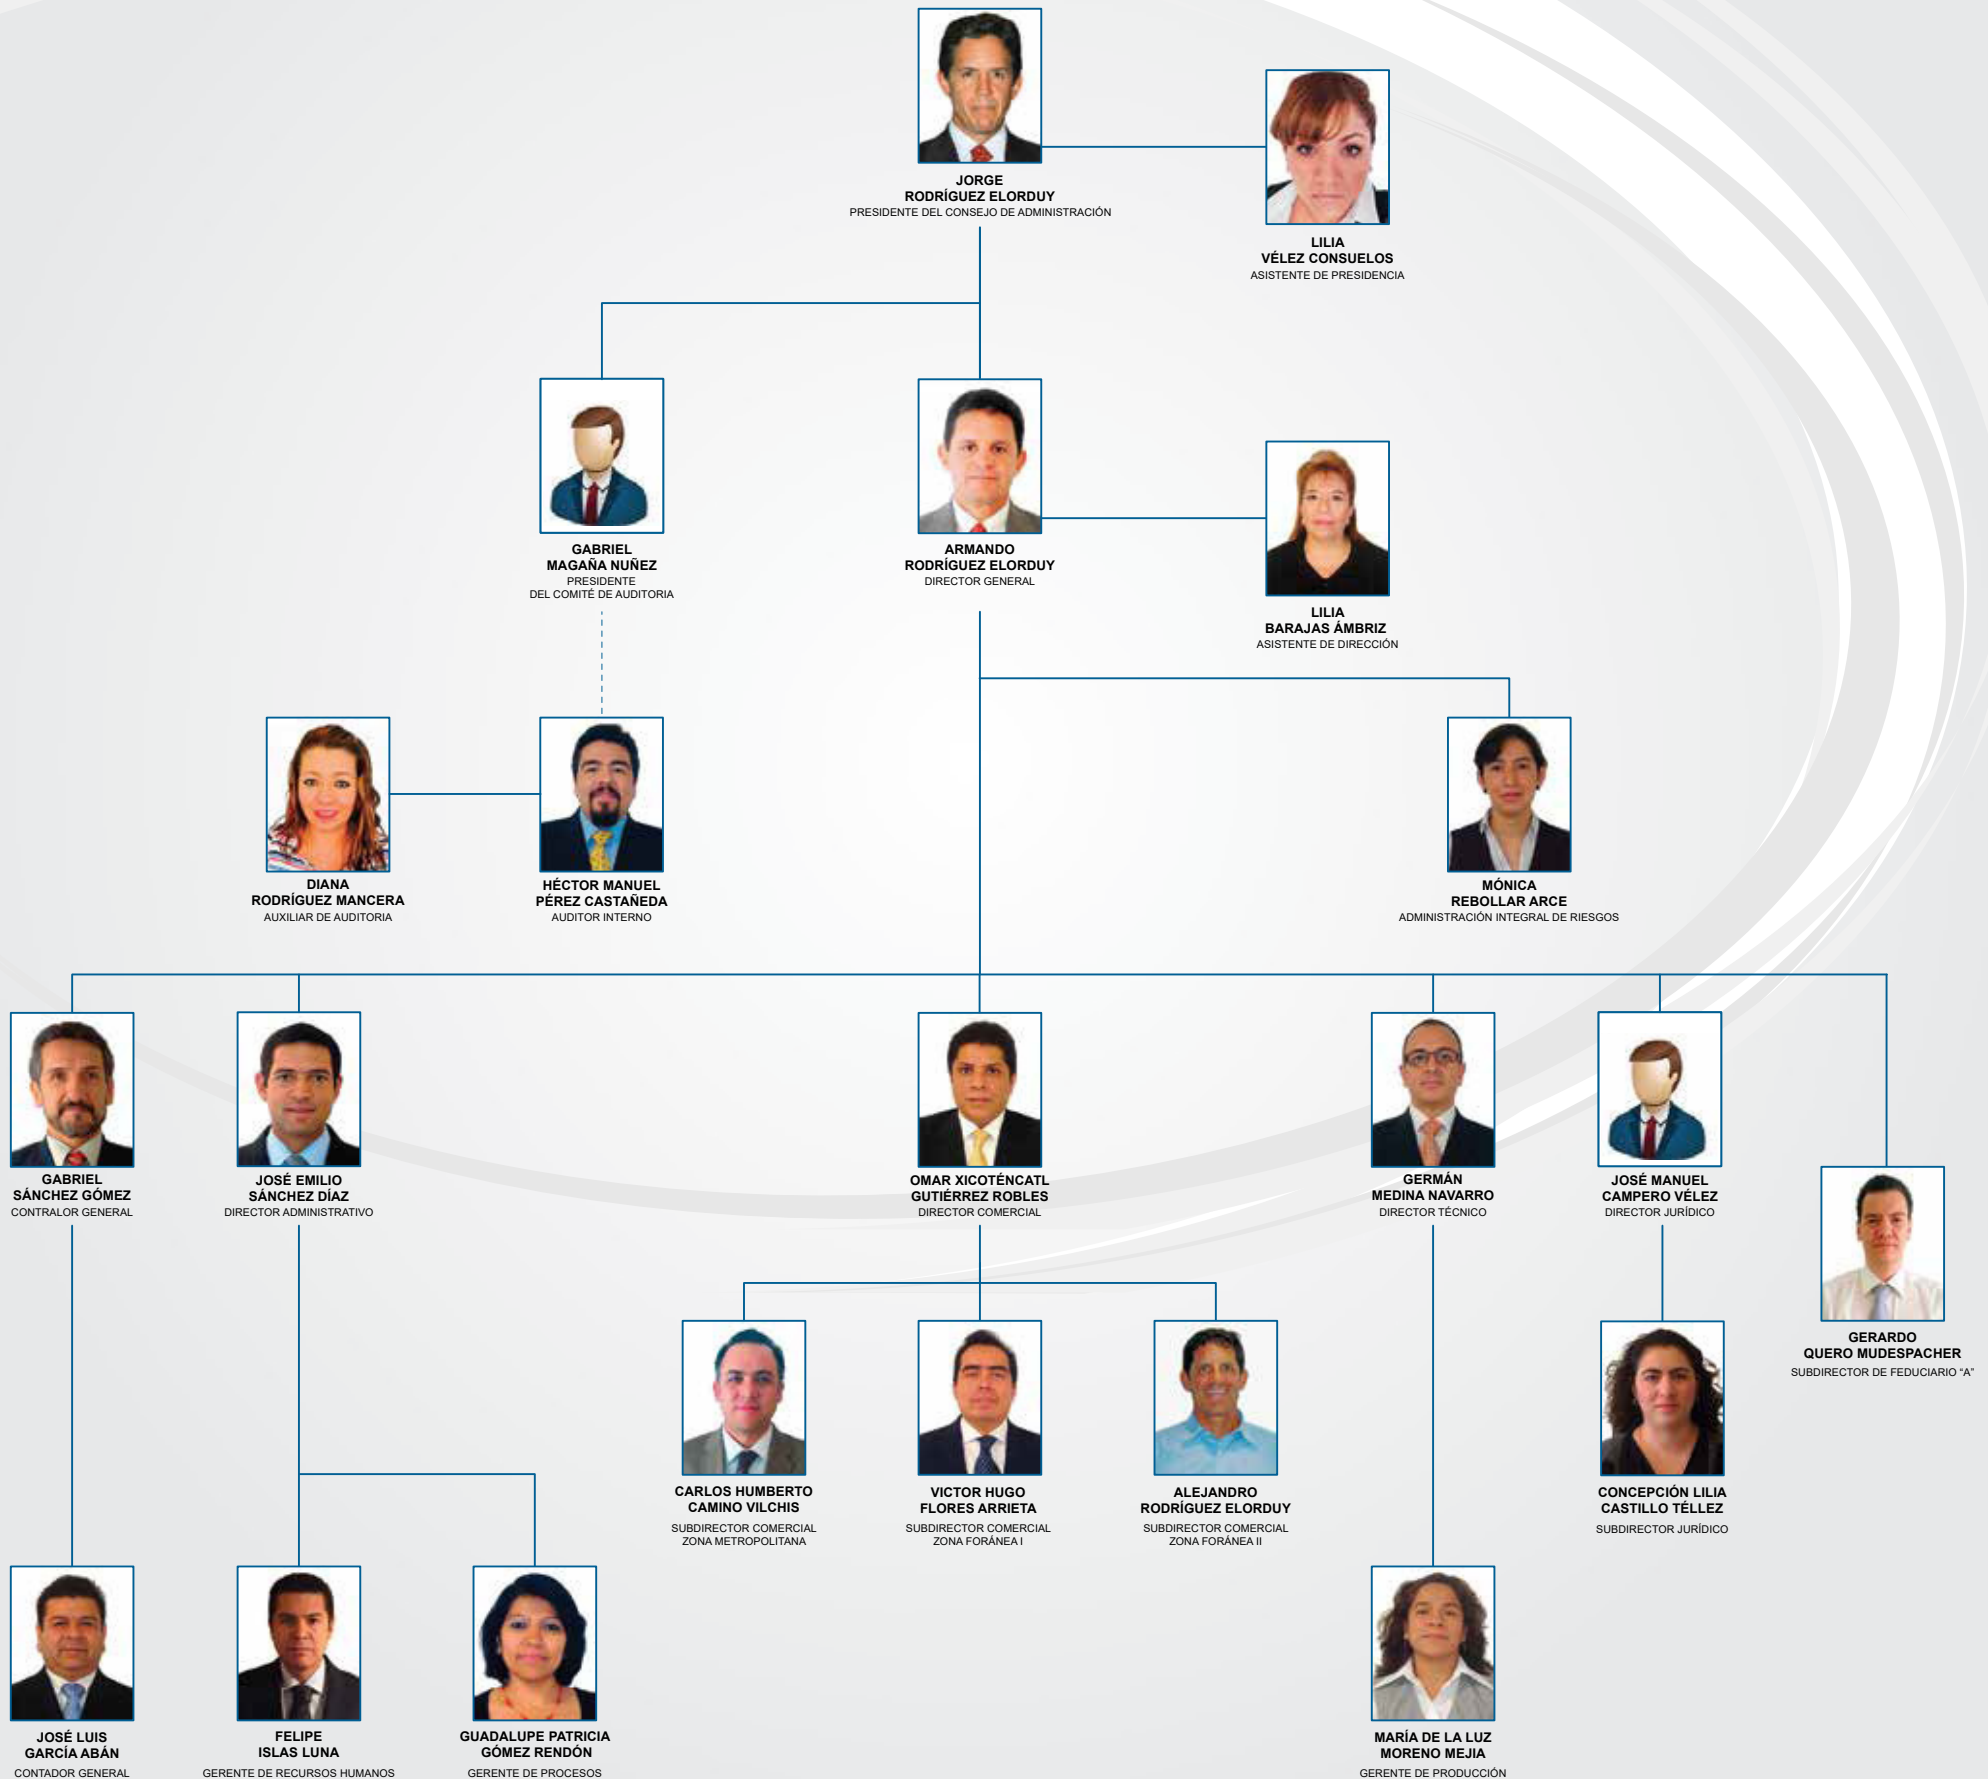 JORGE
RODRÍGUEZ ELORDUY
PRESIDENTE DEL CONSEJO DE ADMINISTRACIÓN
LILIA
VÉLEZ CONSUELOS
ASISTENTE DE PRESIDENCIA
GABRIEL
MAGAÑA NUÑEZ
PRESIDENTE
DEL COMITÉ DE AUDITORIA
ARMANDO
RODRÍGUEZ ELORDUY
DIRECTOR GENERAL
LILIA
BARAJAS ÁMBRIZ
ASISTENTE DE DIRECCIÓN
DIANA
RODRÍGUEZ MANCERA
AUXILIAR DE AUDITORIA
HÉCTOR MANUEL
PÉREZ CASTAÑEDA
AUDITOR INTERNO
MÓNICA
REBOLLAR ARCE
ADMINISTRACIÓN INTEGRAL DE RIESGOS
GABRIEL
SÁNCHEZ GÓMEZ
CONTRALOR GENERAL
JOSÉ EMILIO
SÁNCHEZ DÍAZ
DIRECTOR ADMINISTRATIVO
OMAR XICOTÉNCATL
GUTIÉRREZ ROBLES
DIRECTOR COMERCIAL
GERMÁN
MEDINA NAVARRO
DIRECTOR TÉCNICO
JOSÉ MANUEL
CAMPERO VÉLEZ
DIRECTOR JURÍDICO
GERARDO
QUERO MUDESPACHER
SUBDIRECTOR DE FEDUCIARIO “A”
CARLOS HUMBERTO
CAMINO VILCHIS
SUBDIRECTOR COMERCIAL
ZONA METROPOLITANA
VICTOR HUGO
FLORES ARRIETA
SUBDIRECTOR COMERCIAL
ZONA FORÁNEA I
ALEJANDRO
RODRÍGUEZ ELORDUY
SUBDIRECTOR COMERCIAL
ZONA FORÁNEA II
CONCEPCIÓN LILIA
CASTILLO TÉLLEZ
SUBDIRECTOR JURÍDICO
JOSÉ LUIS
GARCÍA ABÁN
CONTADOR GENERAL
FELIPE
ISLAS LUNA
GERENTE DE RECURSOS HUMANOS
GUADALUPE PATRICIA
GÓMEZ RENDÓN
GERENTE DE PROCESOS
MARÍA DE LA LUZ
MORENO MEJIA
GERENTE DE PRODUCCIÓN